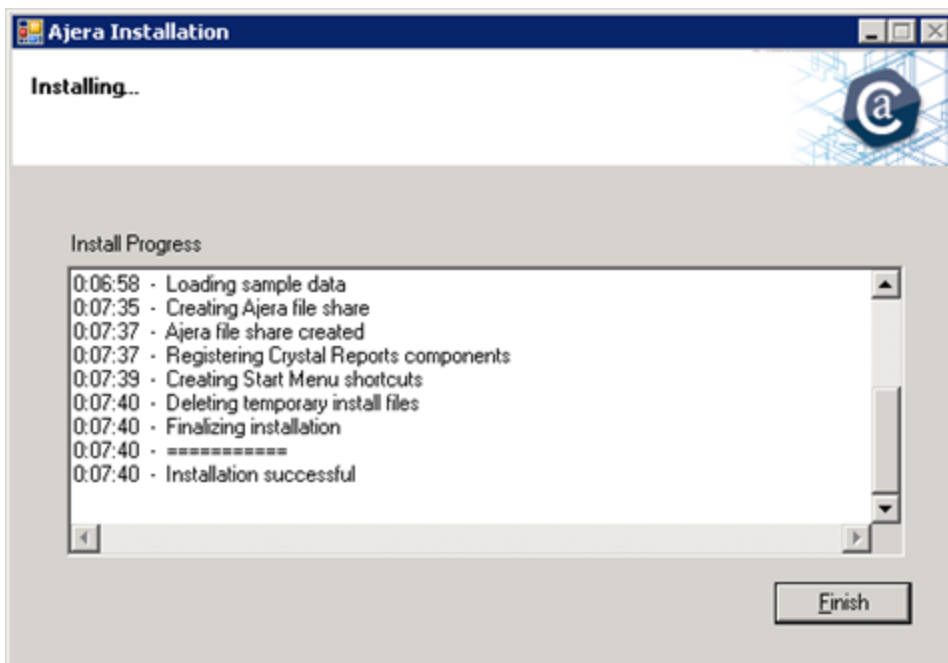 Ajera Installation
Installing...
a
Install Progress
0:06:58 - Loading sample data
0:07:35 - Creating Ajera file share
0:07:37 - Ajera file share created
0:07:37 - Registering Crystal Reports components
0:07:39 - Creating Start Menu shortcuts
0:07:40 - Deleting temporary install files
0:07:40 - Finalizing installation
0:07:40 - ===========
0:07:40 - Installation successful
Finish